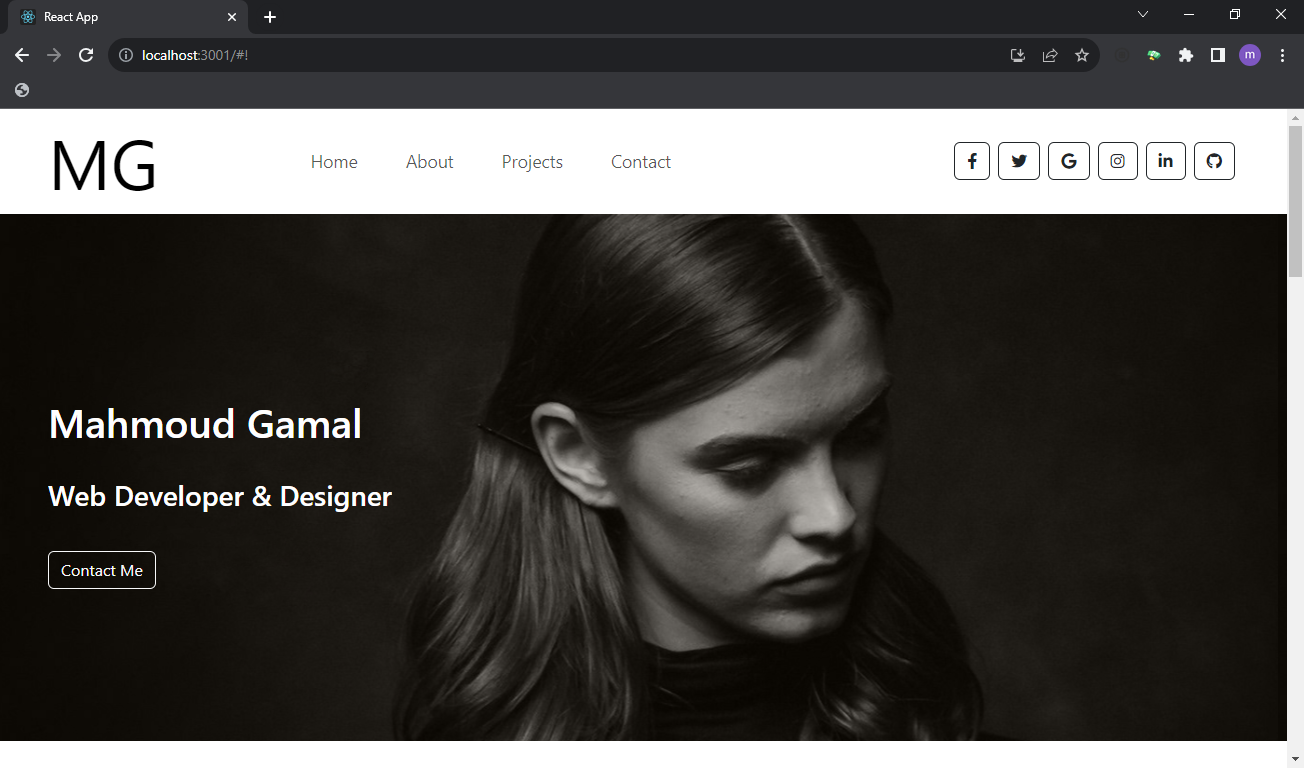 React App
localhost:3001/#!
m
MG
Home About Projects Contact
Mahmoud Gamal
Web Developer & Designer
Contact Me